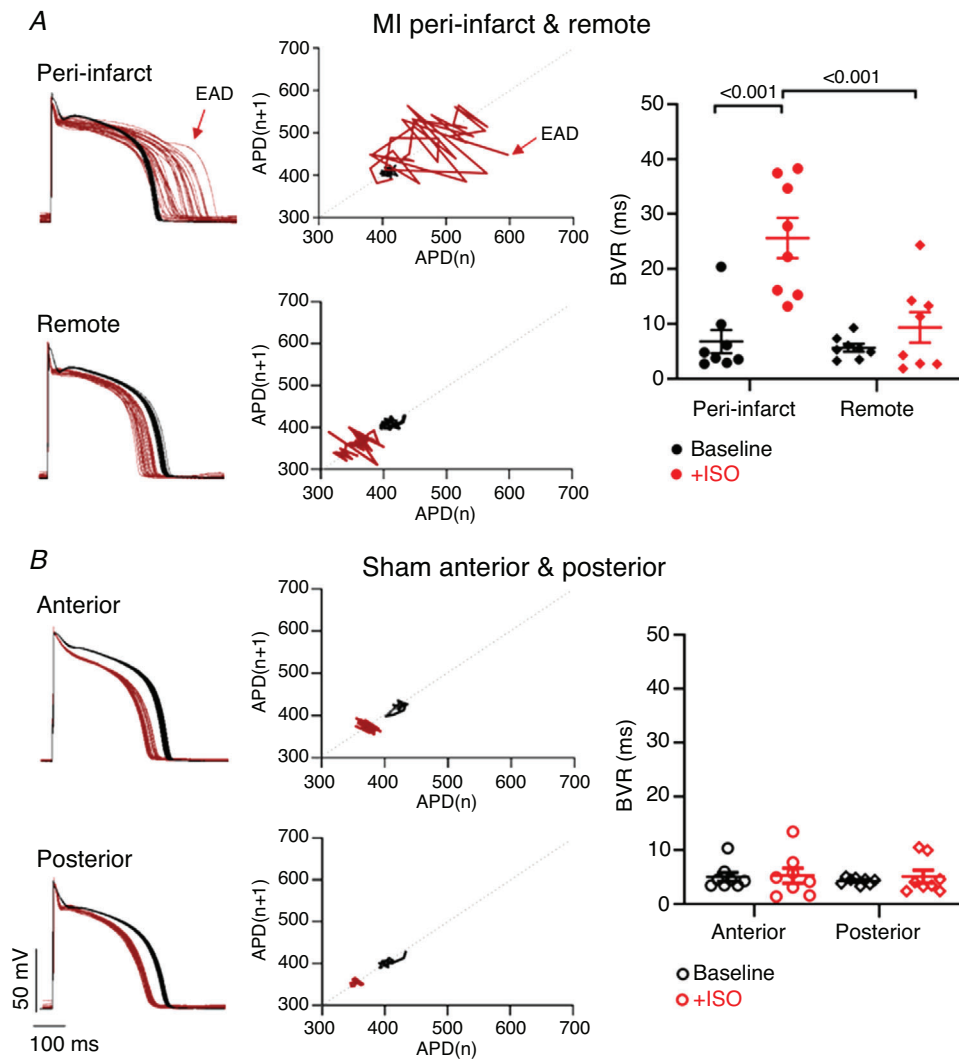 A
MI peri-infarct & remote
Peri-infarct
EAD
700
600
500
400
300
APD(n+1)
EAD
300 400 500 600 700
APD(n)
Remote
700
600
500
400
300
APD(n+1)
300 400 500 600 700
APD(n)
<0.001
<0.001
50
40
30
20
10
0
BVR (ms)
Peri-infarct Remote
Baseline
+ISO
B
Sham anterior & posterior
Anterior
700
600
500
400
300
APD(n+1)
300 400 500 600 700
APD(n)
Posterior
50 mV
100 ms
700
600
500
400
300
APD(n+1)
300 400 500 600 700
APD(n)
50
40
30
20
10
0
BVR (ms)
Anterior Posterior
Baseline
+ISO